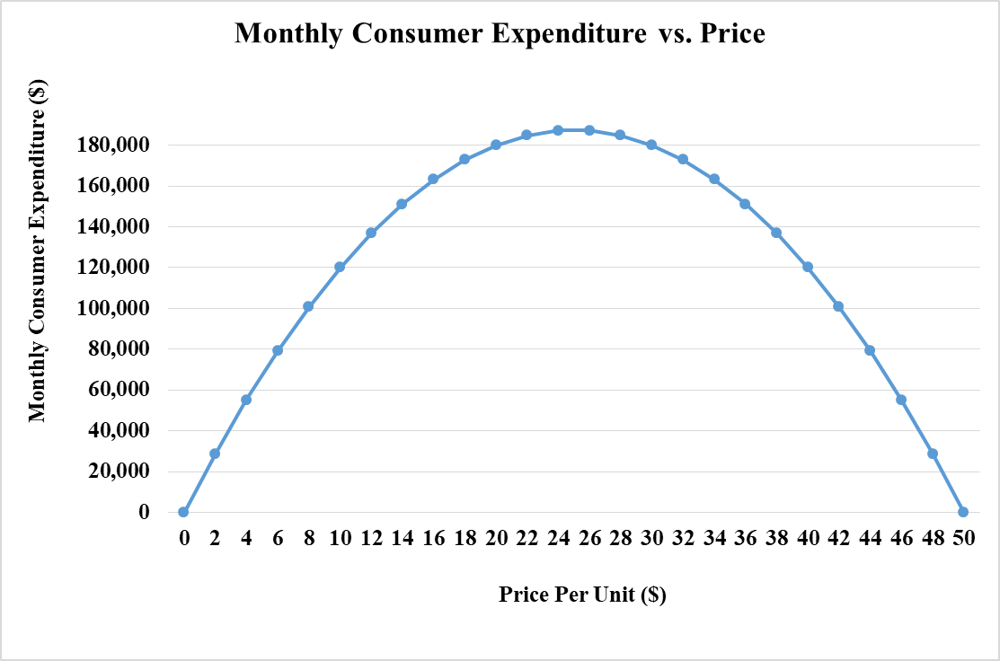 Monthly Consumer Expenditure vs. Price
Monthly Consumer Expenditure ($)
180,000
160,000
140,000
120,000
100,000
80,000
60,000
40,000
20,000
0
0 2 4 6 8 10 12 14 16 18 20 22 24 26 28 30 32 34 36 38 40 42 44 46 48 50
Price Per Unit ($)